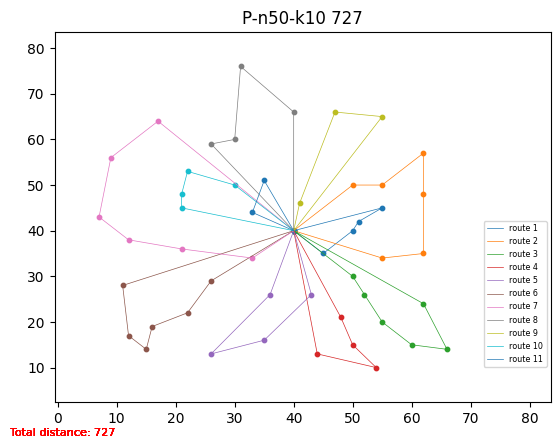 P-n50-k10 727
80
70
60
50
40
30
20
10
0 10 20 30 40 50 60 70 80
route 1
route 2
route 3
route 4
route 5
route 6
route 7
route 8
route 9
route 10
route 11
Total distance: 727